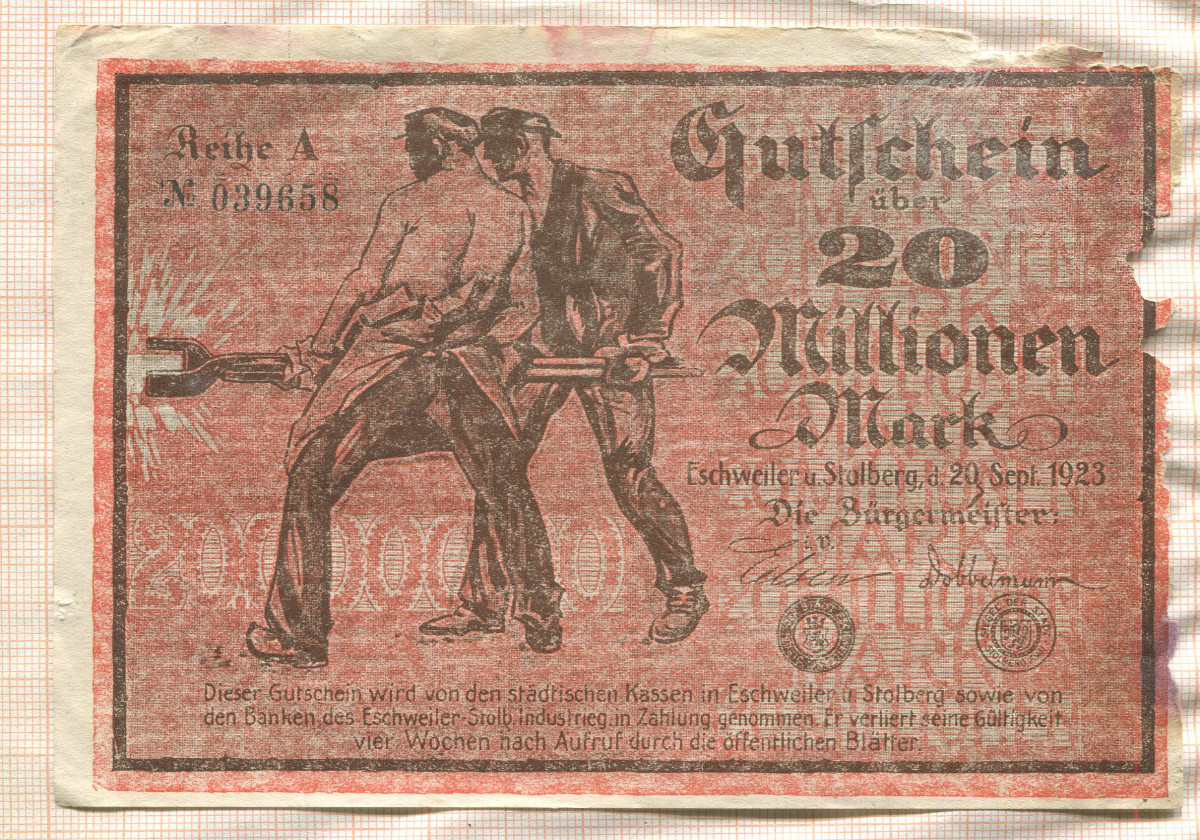 Reihe A
№ 039658
Gutschein
über
20
Millionen
Mark
Eschweiler u. Stolberg, d. 20. Sept. 1923
Die Bürgermeister:
i.V.
Dobbelmann
20000000
Dieser Gutschein wird von den städtischen Kassen in Eschweiler u. Stolberg sowie von
den Banken des Eschweiler-Stolb. Industrieg. in Zahlung genommen. Er verliert seine Gültigkeit
vier Wochen nach Aufruf durch die öffentlichen Blätter.